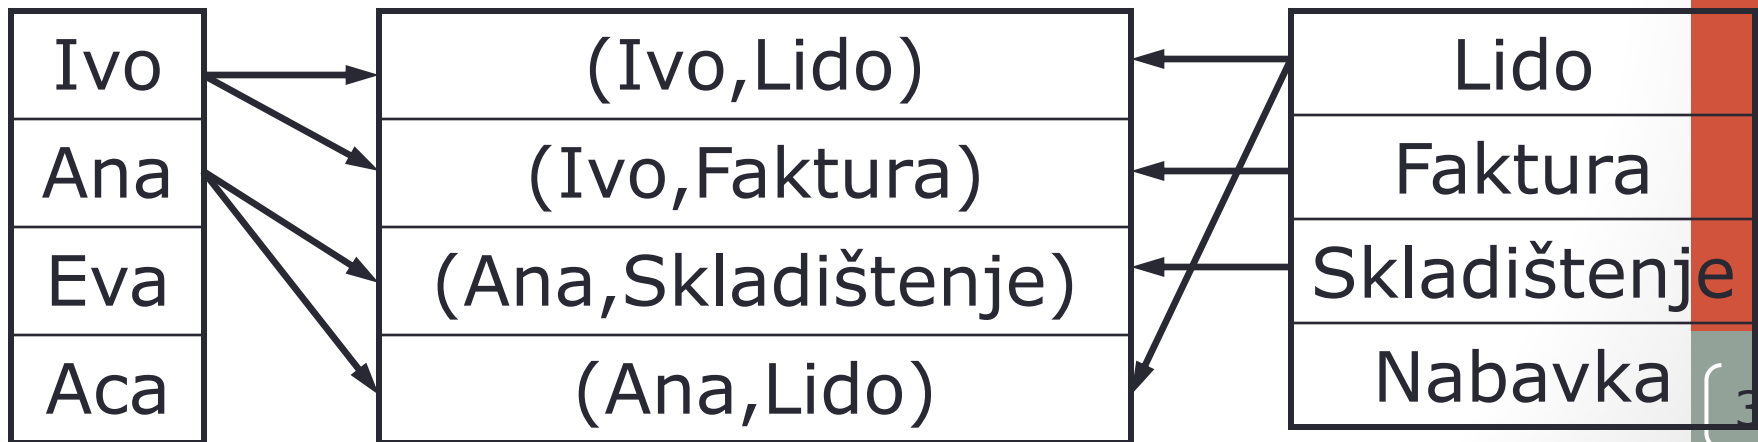 Ivo
(Ivo,Lido)
Lido
Ana
(Ivo,Faktura)
Faktura
Eva
(Ana,Skladištenje)
Skladištenje
Aca
(Ana,Lido)
Nabavka